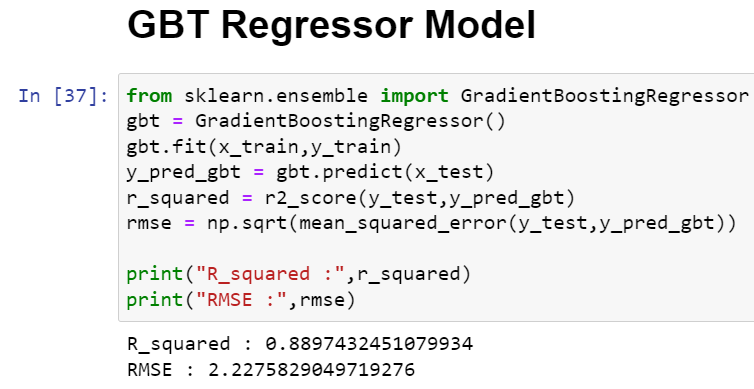 GBT Regressor Model
In [37]:
from sklearn.ensemble import GradientBoostingRegressor
gbt = GradientBoostingRegressor()
gbt.fit(x_train,y_train)
y_pred_gbt = gbt.predict(x_test)
r_squared = r2_score(y_test,y_pred_gbt)
rmse = np.sqrt(mean_squared_error(y_test,y_pred_gbt))
print("R_squared :",r_squared)
print("RMSE :",rmse)
R_squared : 0.8897432451079934
RMSE : 2.2275829049719276